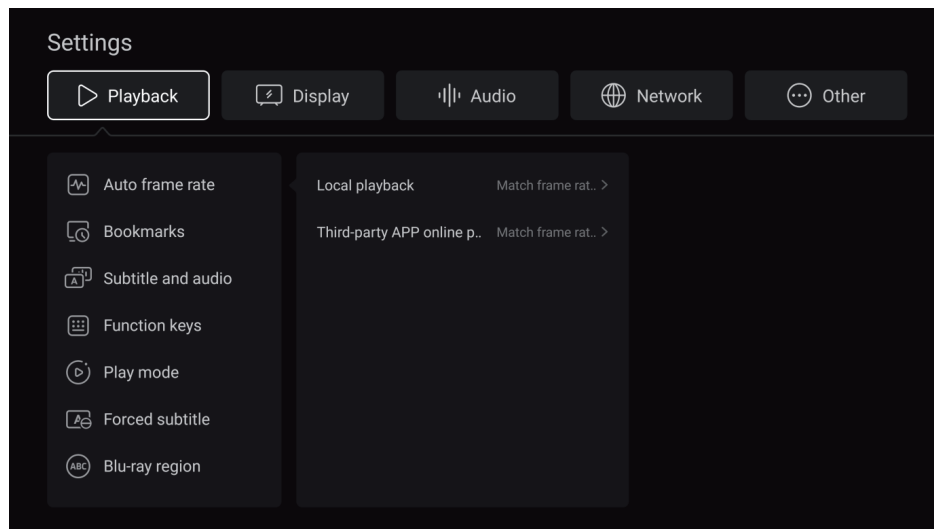 Settings
Playback
Display
Audio
Network
Other
Auto frame rate
Bookmarks
Subtitle and audio
Function keys
Play mode
Forced subtitle
ABC Blu-ray region
Local playback Match frame rat.. >
Third-party APP online p.. Match frame rat.. >